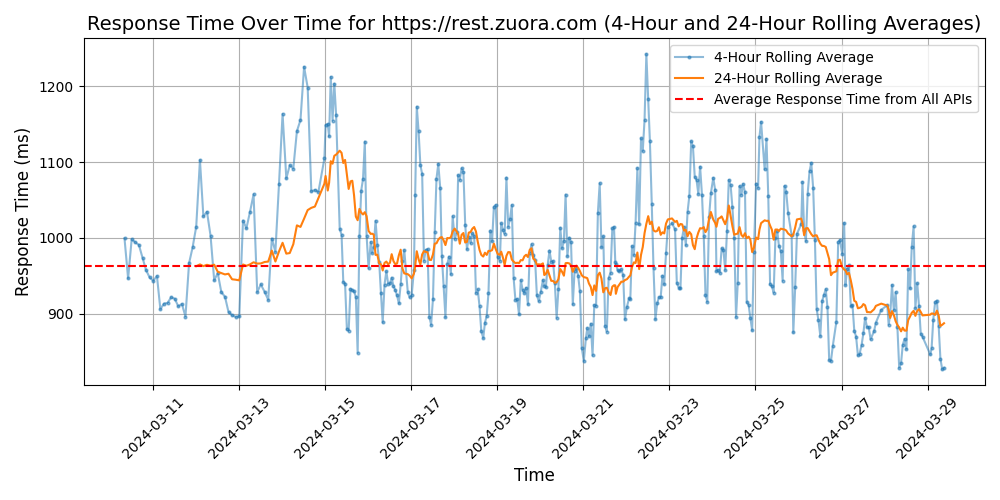 Response Time Over Time for https://rest.zuora.com (4-Hour and 24-Hour Rolling Averages)
4-Hour Rolling Average
24-Hour Rolling Average
Average Response Time from All APIs
Response Time (ms)
1200
1100
1000
900
2024-03-11
2024-03-13
2024-03-15
2024-03-17
2024-03-19
2024-03-21
2024-03-23
2024-03-25
2024-03-27
2024-03-29
Time